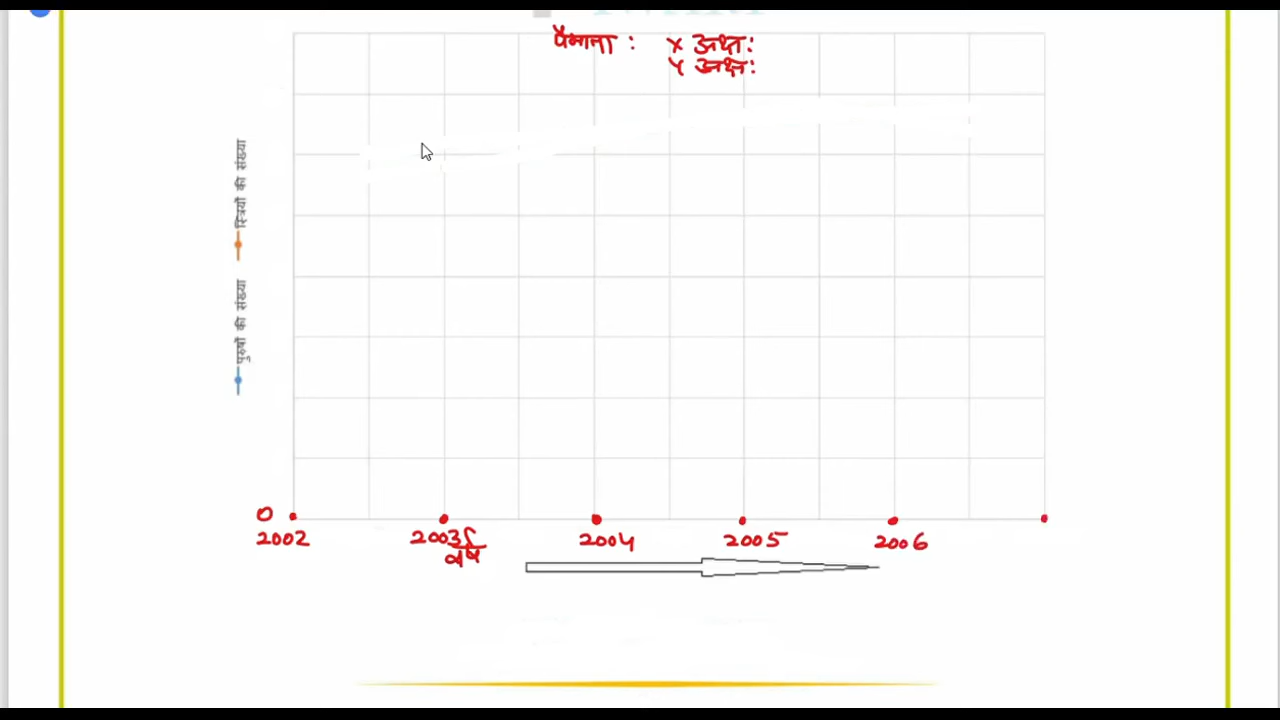 पैमाना : X अक्ष:
Y अक्ष:
स्त्रियों की संख्या
पुरुषों की संख्या
0
2002 2003 2004 2005 2006
वर्ष